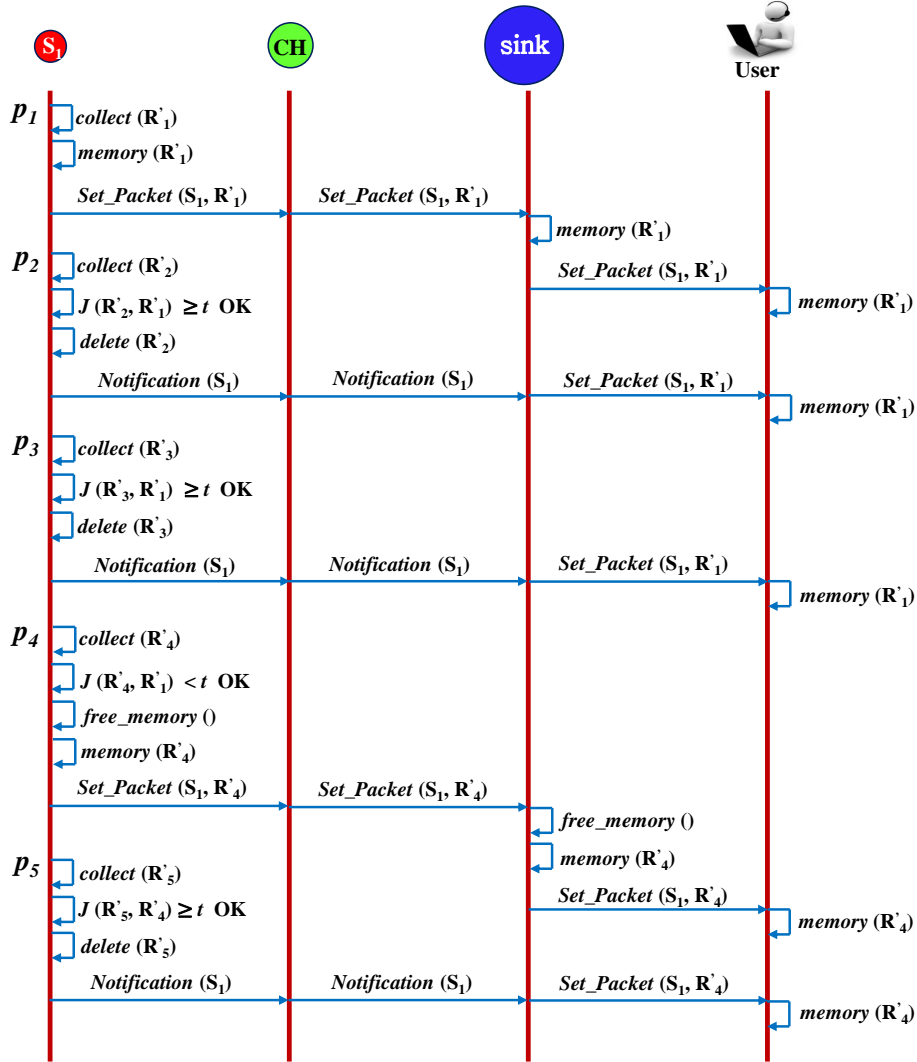 S₁ CH sink
User
p₁ collect (R'₁)
memory (R'₁)
Set_Packet (S₁, R'₁) Set_Packet (S₁, R'₁)
memory (R'₁)
p₂ collect (R'₂) Set_Packet (S₁, R'₁)
J (R'₂, R'₁) ≥ t OK memory (R'₁)
delete (R'₂)
Notification (S₁) Notification (S₁) Set_Packet (S₁, R'₁)
memory (R'₁)
p₃ collect (R'₃)
J (R'₃, R'₁) ≥ t OK
delete (R'₃)
Notification (S₁) Notification (S₁) Set_Packet (S₁, R'₁)
memory (R'₁)
p₄ collect (R'₄)
J (R'₄, R'₁) < t OK
free_memory ()
memory (R'₄)
Set_Packet (S₁, R'₄) Set_Packet (S₁, R'₄)
free_memory ()
memory (R'₄)
p₅ collect (R'₅)
J (R'₅, R'₄) ≥ t OK Set_Packet (S₁, R'₄)
memory (R'₄)
delete (R'₅)
Notification (S₁) Notification (S₁) Set_Packet (S₁, R'₄)
memory (R'₄)